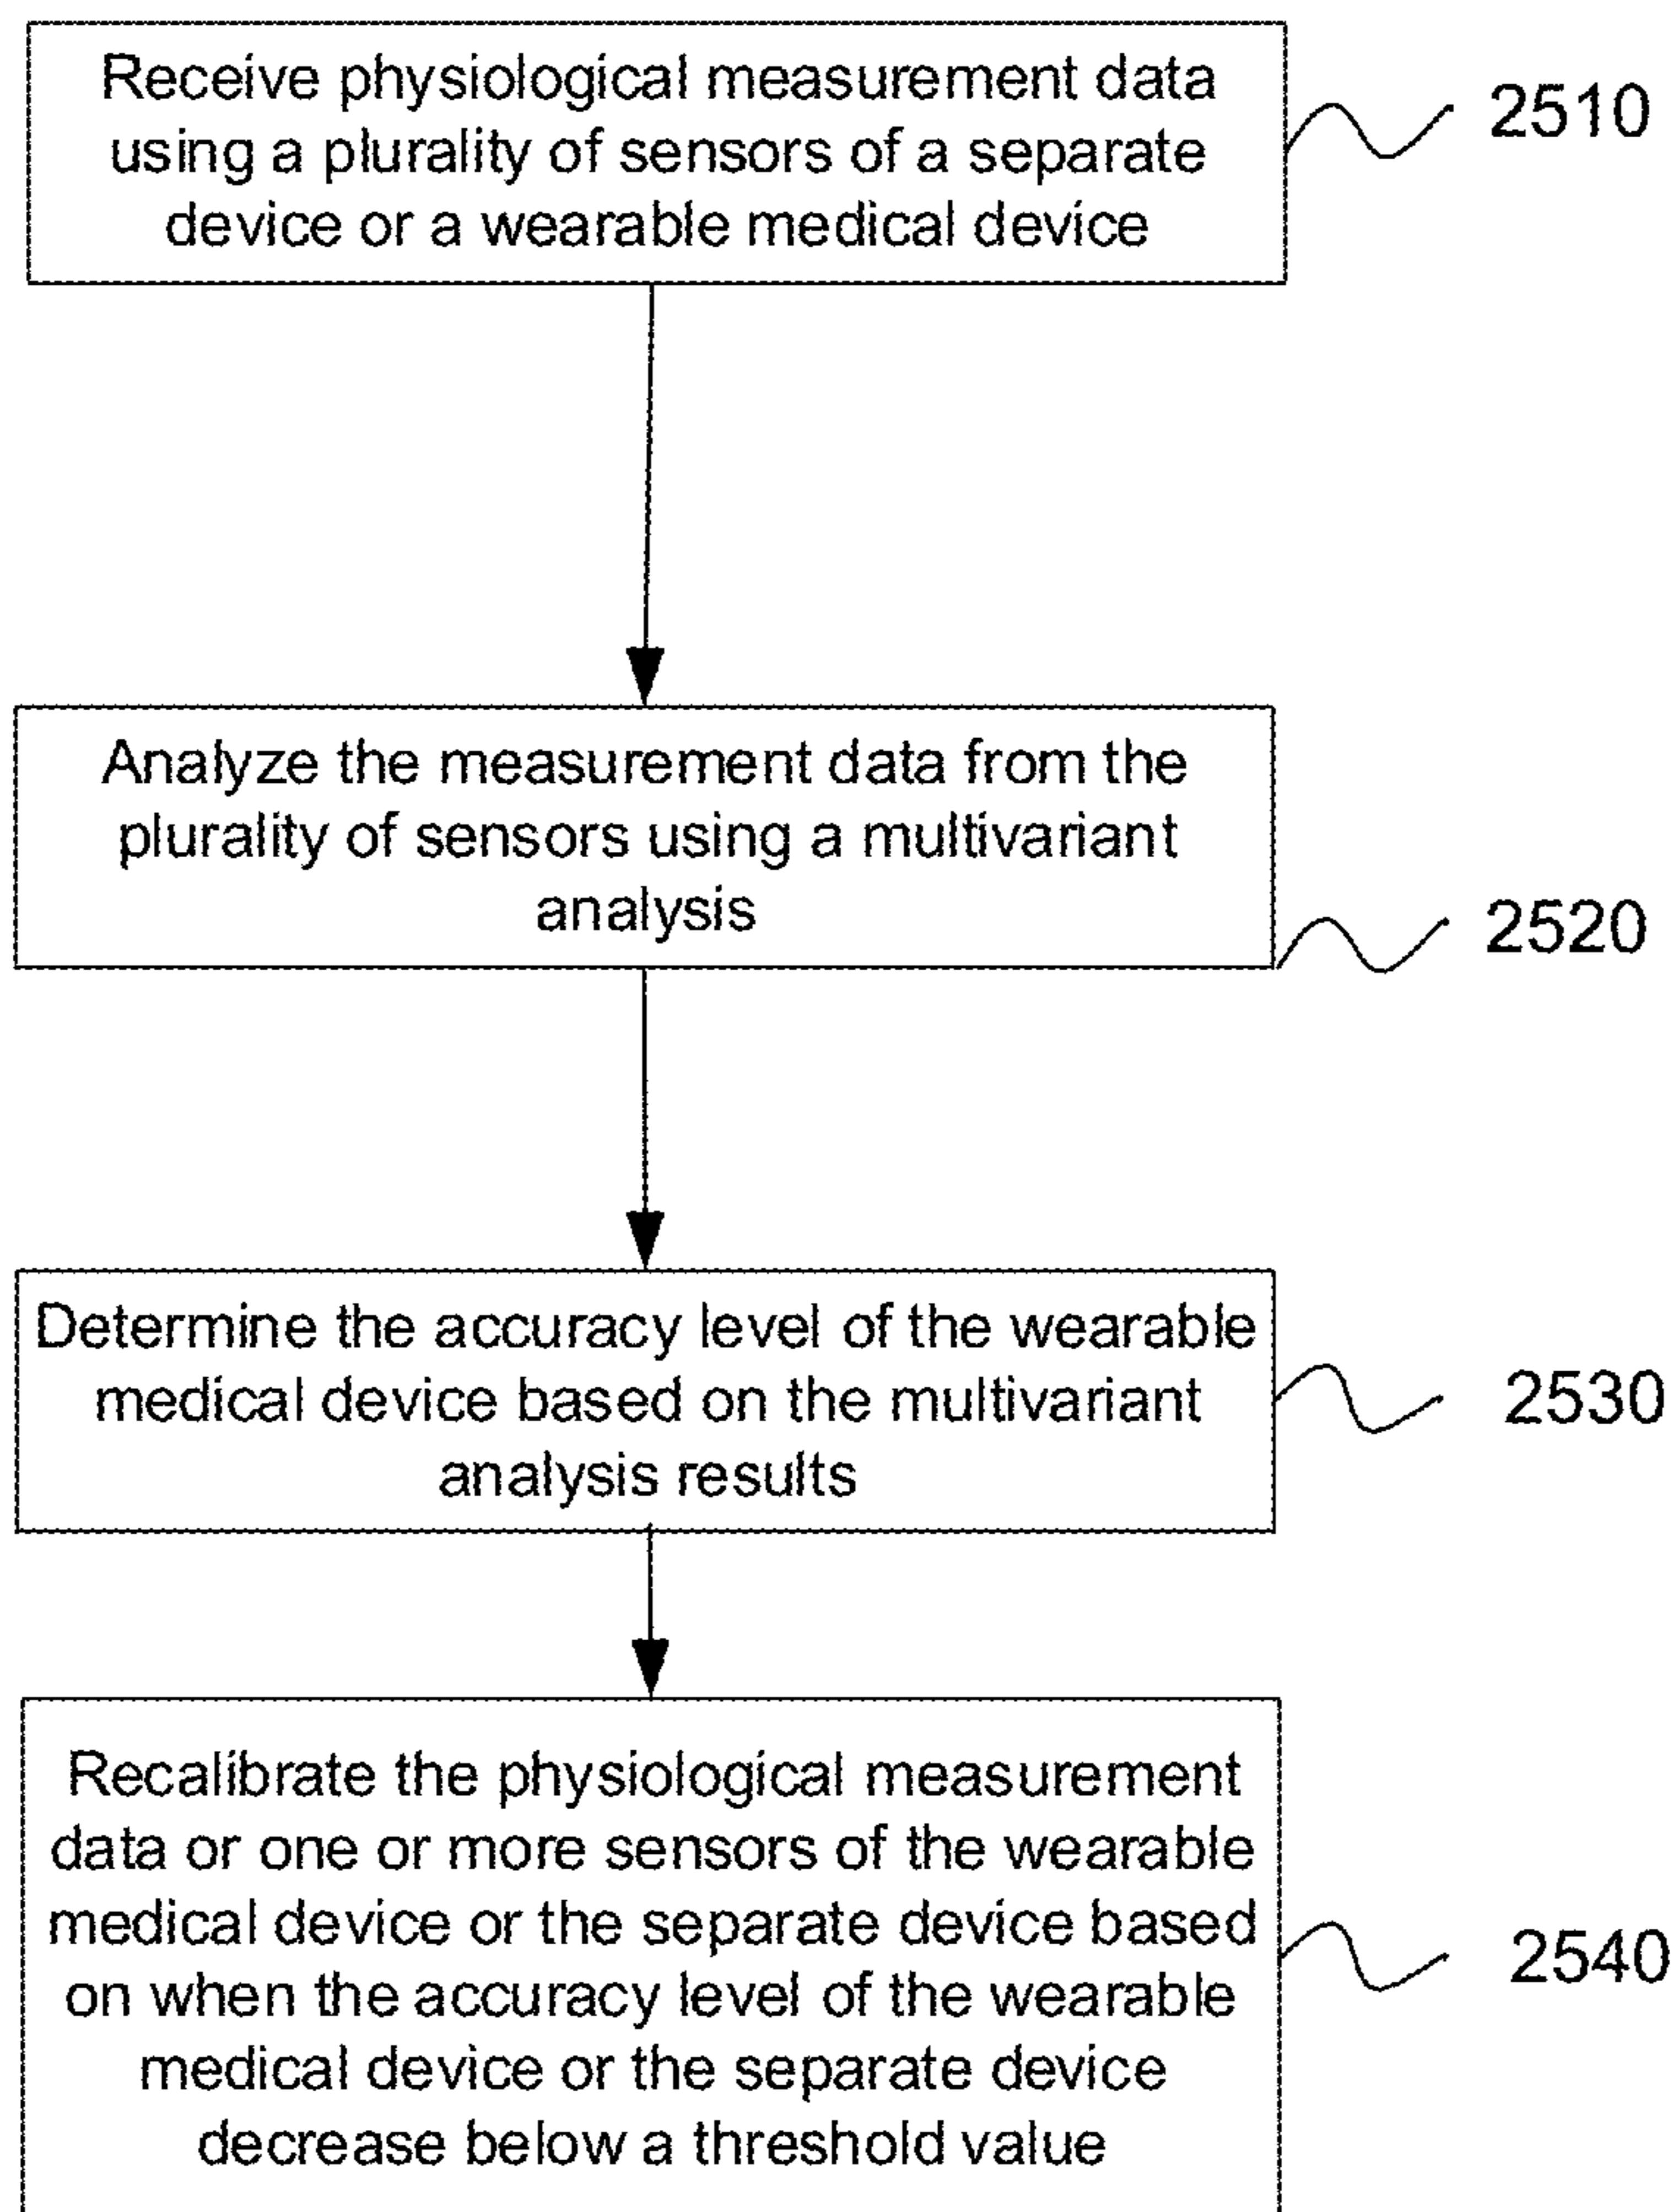 Receive physiological measurement data
using a plurality of sensors of a separate
device or a wearable medical device
2510
Analyze the measurement data from the
plurality of sensors using a multivariant
analysis
2520
Determine the accuracy level of the wearable
medical device based on the multivariant
analysis results
2530
Recalibrate the physiological measurement
data or one or more sensors of the wearable
medical device or the separate device based
on when the accuracy level of the wearable
medical device or the separate device
decrease below a threshold value
2540